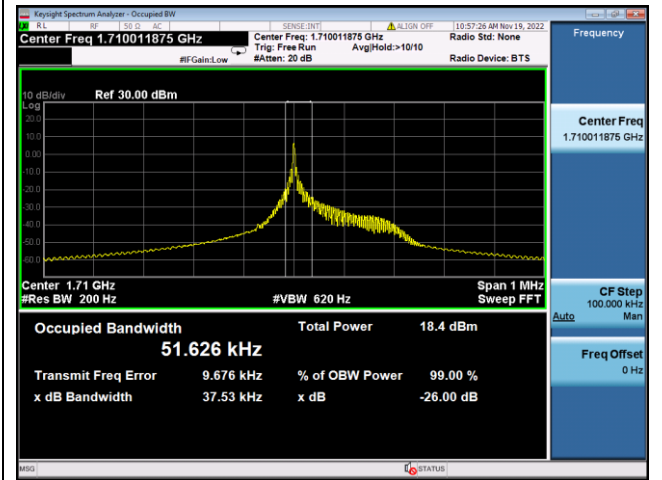 Keysight Spectrum Analyzer - Occupied BW
RL RF 50 Ω AC SENSE:INT ALIGN OFF 10:57:26 AM Nov 19, 2022
Center Freq 1.710011875 GHz
Center Freq: 1.710011875 GHz Radio Std: None
Trig: Free Run Avg|Hold:>10/10
#IFGain:Low #Atten: 20 dB Radio Device: BTS
Frequency
10 dB/div Ref 30.00 dBm
Log
20.0
10.0
0.00
-10.0
-20.0
-30.0
-40.0
-50.0
-60.0
Center 1.71 GHz Span 1 MHz
#Res BW 200 Hz #VBW 620 Hz Sweep FFT
Occupied Bandwidth Total Power 18.4 dBm
51.626 kHz
Transmit Freq Error 9.676 kHz % of OBW Power 99.00 %
x dB Bandwidth 37.53 kHz x dB -26.00 dB
Center Freq
1.710011875 GHz
CF Step
100.000 kHz
Auto Man
Freq Offset
0 Hz
MSG STATUS